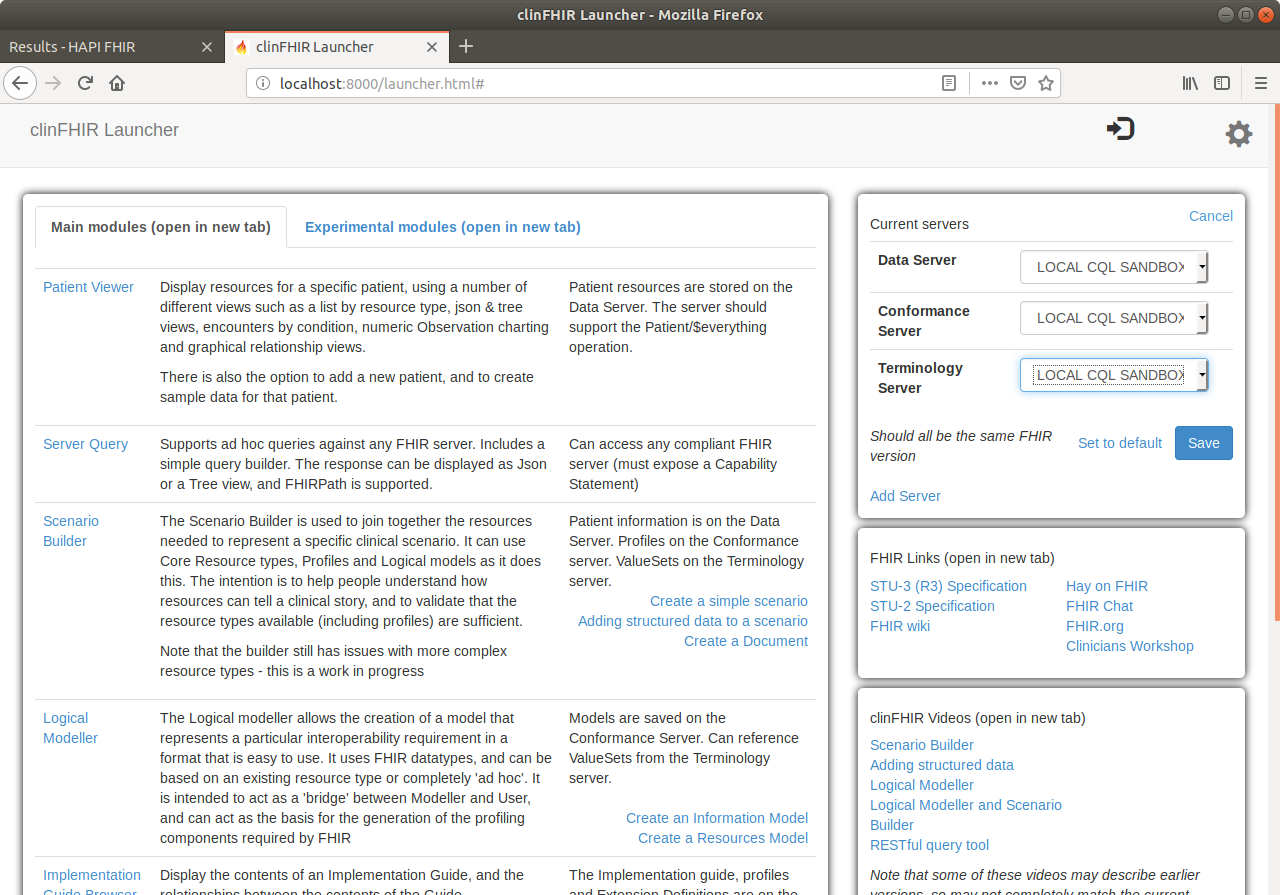 clinFHIR Launcher - Mozilla Firefox
Results - HAPI FHIR
clinFHIR Launcher
localhost:8000/launcher.html#
clinFHIR Launcher
Main modules (open in new tab)
Experimental modules (open in new tab)
Patient Viewer
Display resources for a specific patient, using a number of
different views such as a list by resource type, json & tree
views, encounters by condition, numeric Observation charting
and graphical relationship views.
There is also the option to add a new patient, and to create
sample data for that patient.
Patient resources are stored on the
Data Server. The server should
support the Patient/$everything
operation.
Server Query
Supports ad hoc queries against any FHIR server. Includes a
simple query builder. The response can be displayed as Json
or a Tree view, and FHIRPath is supported.
Can access any compliant FHIR
server (must expose a Capability
Statement)
Scenario
Builder
The Scenario Builder is used to join together the resources
needed to represent a specific clinical scenario. It can use
Core Resource types, Profiles and Logical models as it does
this. The intention is to help people understand how
resources can tell a clinical story, and to validate that the
resource types available (including profiles) are sufficient.
Note that the builder still has issues with more complex
resource types - this is a work in progress
Patient information is on the Data
Server. Profiles on the Conformance
server. ValueSets on the Terminology
server.
Create a simple scenario
Adding structured data to a scenario
Create a Document
Logical
Modeller
The Logical modeller allows the creation of a model that
represents a particular interoperability requirement in a
format that is easy to use. It uses FHIR datatypes, and can be
based on an existing resource type or completely 'ad hoc'. It
is intended to act as a 'bridge' between Modeller and User,
and can act as the basis for the generation of the profiling
components required by FHIR
Models are saved on the
Conformance Server. Can reference
ValueSets from the Terminology
server.
Create an Information Model
Create a Resources Model
Implementation
Guide Browser
Display the contents of an Implementation Guide, and the
relationships between the contents of the Guide
The Implementation guide, profiles
and Extension Definitions are on the
Current servers
Cancel
Data Server
LOCAL CQL SANDBOX
Conformance
Server
LOCAL CQL SANDBOX
Terminology
Server
LOCAL CQL SANDBOX
Should all be the same FHIR
version
Set to default
Save
Add Server
FHIR Links (open in new tab)
STU-3 (R3) Specification
STU-2 Specification
FHIR wiki
Hay on FHIR
FHIR Chat
FHIR.org
Clinicians Workshop
clinFHIR Videos (open in new tab)
Scenario Builder
Adding structured data
Logical Modeller
Logical Modeller and Scenario
Builder
RESTful query tool
Note that some of these videos may describe earlier
versions, so may not completely match the current